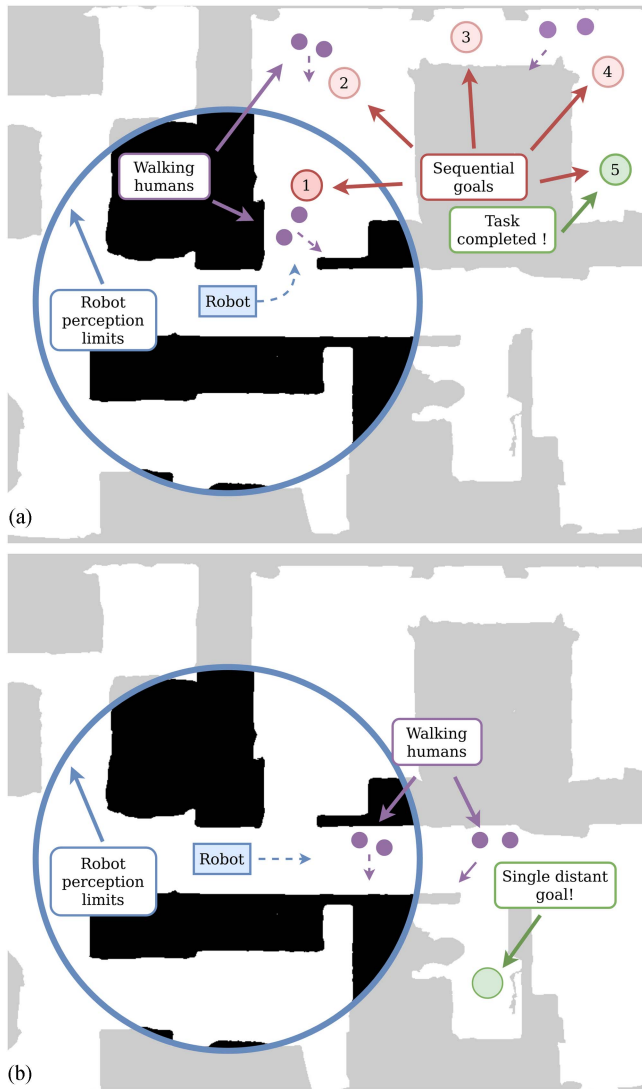 3
2
4
Walking
humans
1
Sequential
goals
5
Task
completed !
Robot
Robot
perception
limits
(a)
Walking
humans
Robot
Robot
perception
limits
Single distant
goal!
(b)